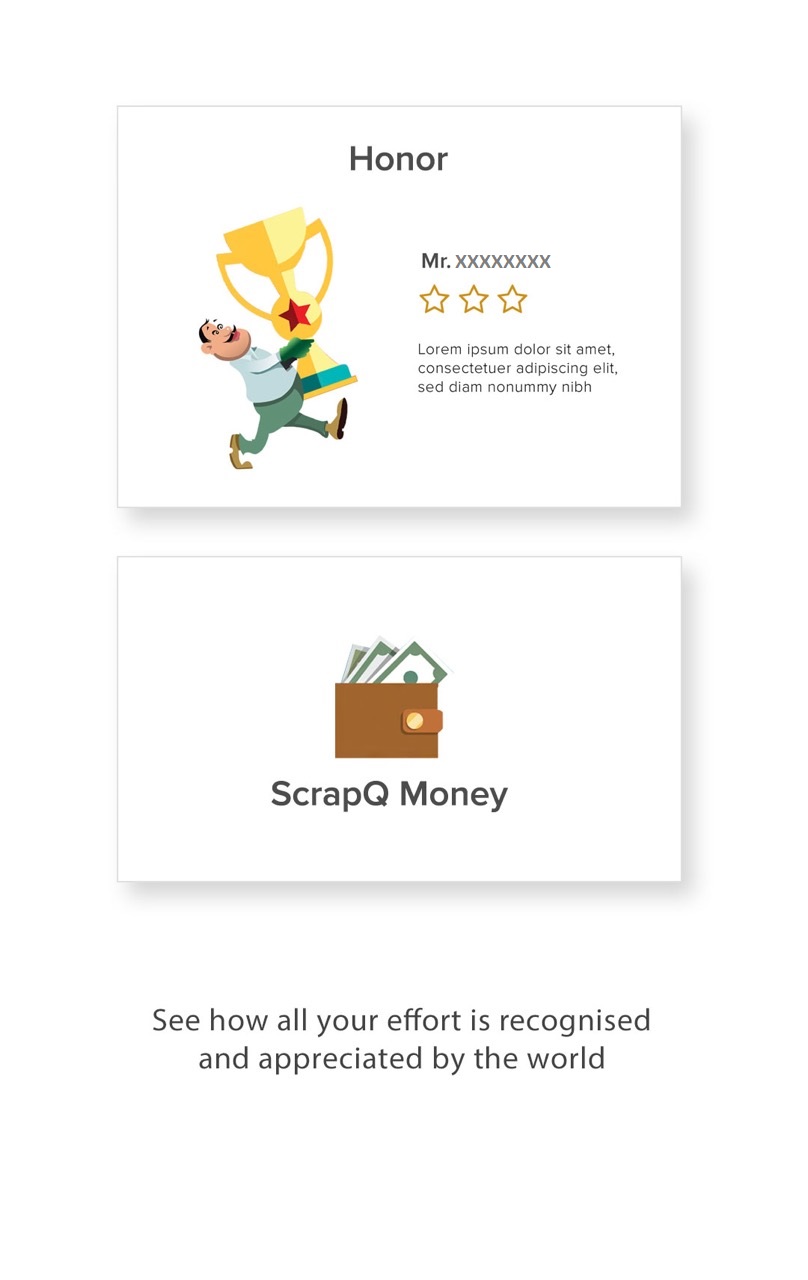 Honor
Mr. XXXXXXXX
Lorem ipsum dolor sit amet,
consectetuer adipiscing elit,
sed diam nonummy nibh
ScrapQ Money
See how all your effort is recognised
and appreciated by the world